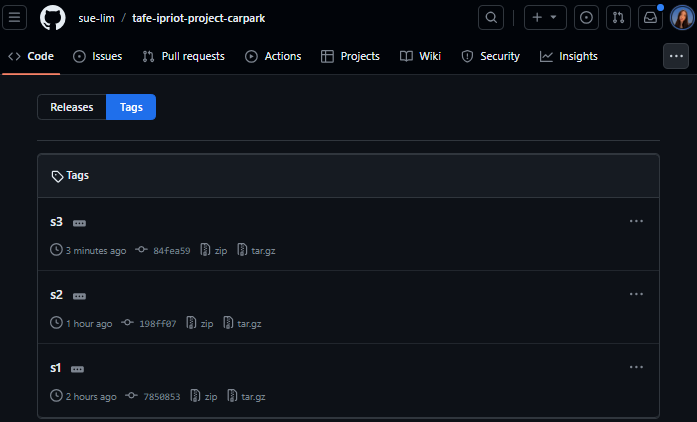 sue-lim / tafe-ipriot-project-carpark
Code Issues Pull requests Actions Projects Wiki Security Insights
Releases Tags
Tags
s3
3 minutes ago 84fea59 zip tar.gz
s2
1 hour ago 198ff07 zip tar.gz
s1
2 hours ago 7850853 zip tar.gz